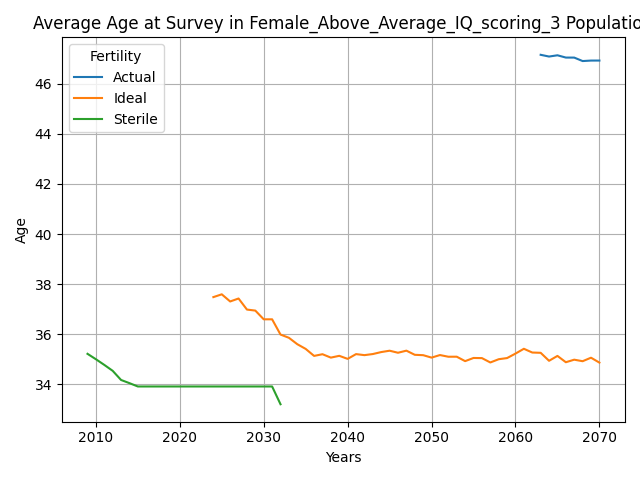 Average Age at Survey in Female_Above_Average_IQ_scoring_3 Populatio
Fertility
Actual
Ideal
Sterile
46
44
42
40
38
36
34
Age
2010 2020 2030 2040 2050 2060 2070
Years